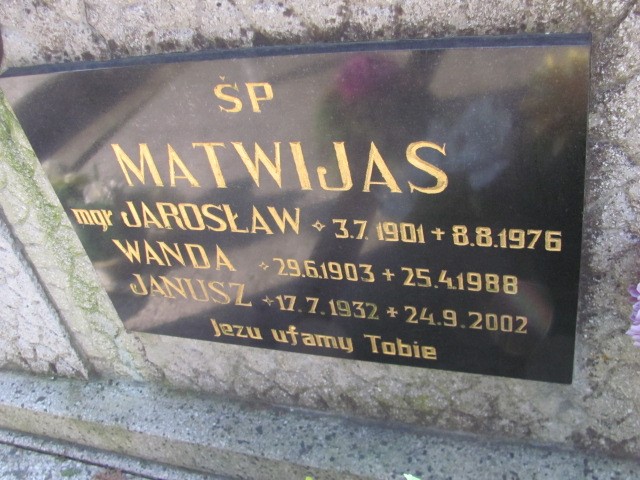 ŚP
MATWIJAS
mgr JAROSŁAW ⟡ 3.7.1901 + 8.8.1976
WANDA ⟡ 29.6.1903 + 25.4.1988
JANUSZ + 17.7.1932 + 24.9.2002
Jezu ufamy Tobie